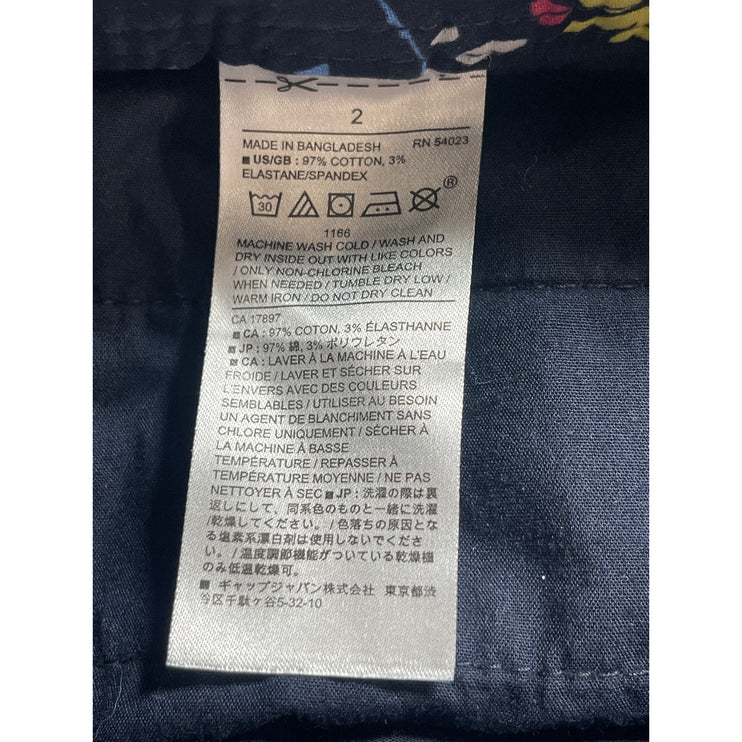 2
MADE IN BANGLADESH RN 54023
■ US/GB : 97% COTTON, 3%
ELASTANE/SPANDEX
30 ®
1166
MACHINE WASH COLD / WASH AND
DRY INSIDE OUT WITH LIKE COLORS
/ ONLY NON-CHLORINE BLEACH
WHEN NEEDED / TUMBLE DRY LOW /
WARM IRON / DO NOT DRY CLEAN
CA 17897
■ CA : 97% COTTON, 3% ÉLASTHANNE
■ JP : 97% 綿, 3% ポリウレタン
■ CA : LAVER À LA MACHINE À L'EAU
FROIDE / LAVER ET SÉCHER SUR
L'ENVERS AVEC DES COULEURS
SEMBLABLES / UTILISER AU BESOIN
UN AGENT DE BLANCHIMENT SANS
CHLORE UNIQUEMENT / SÉCHER À
LA MACHINE À BASSE
TEMPÉRATURE / REPASSER À
TEMPÉRATURE MOYENNE / NE PAS
NETTOYER À SEC ■ JP : 洗濯の際は裏
返しにして、同系色のものと一緒に洗濯
/乾燥してください。 / 色落ちの原因とな
る塩素系漂白剤は使用しないでくださ
い。 / 温度調節機能がついている乾燥機
のみ低温乾燥可。
■ ギャップジャパン株式会社 東京都渋
谷区千駄ケ谷5-32-10